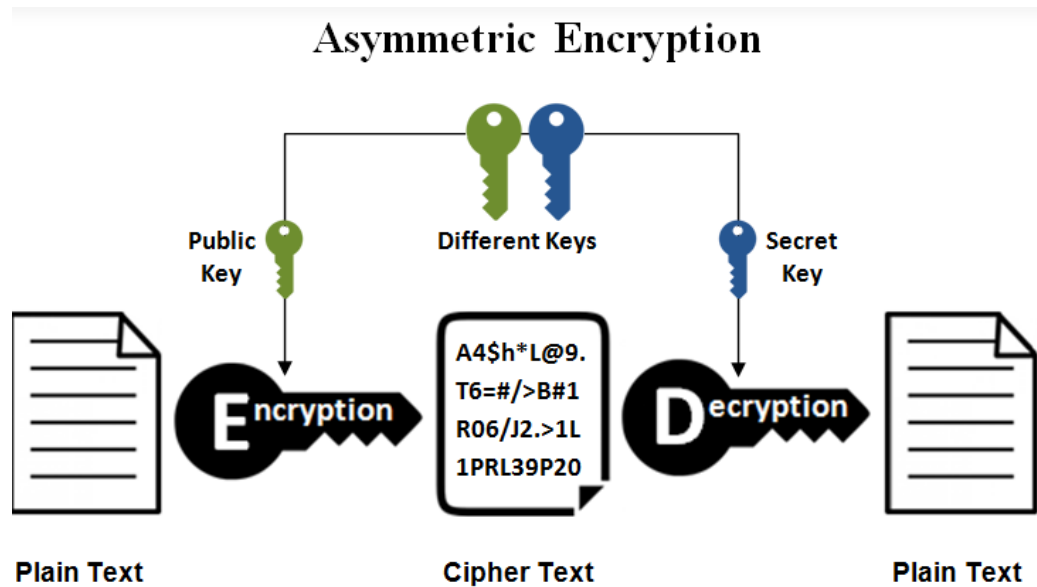 Asymmetric Encryption
Public
Key
Different Keys
Secret
Key
Encryption
A4$h*L@9.
T6=#/>B#1
R06/J2.>1L
1PRL39P20
Decryption
Plain Text
Cipher Text
Plain Text